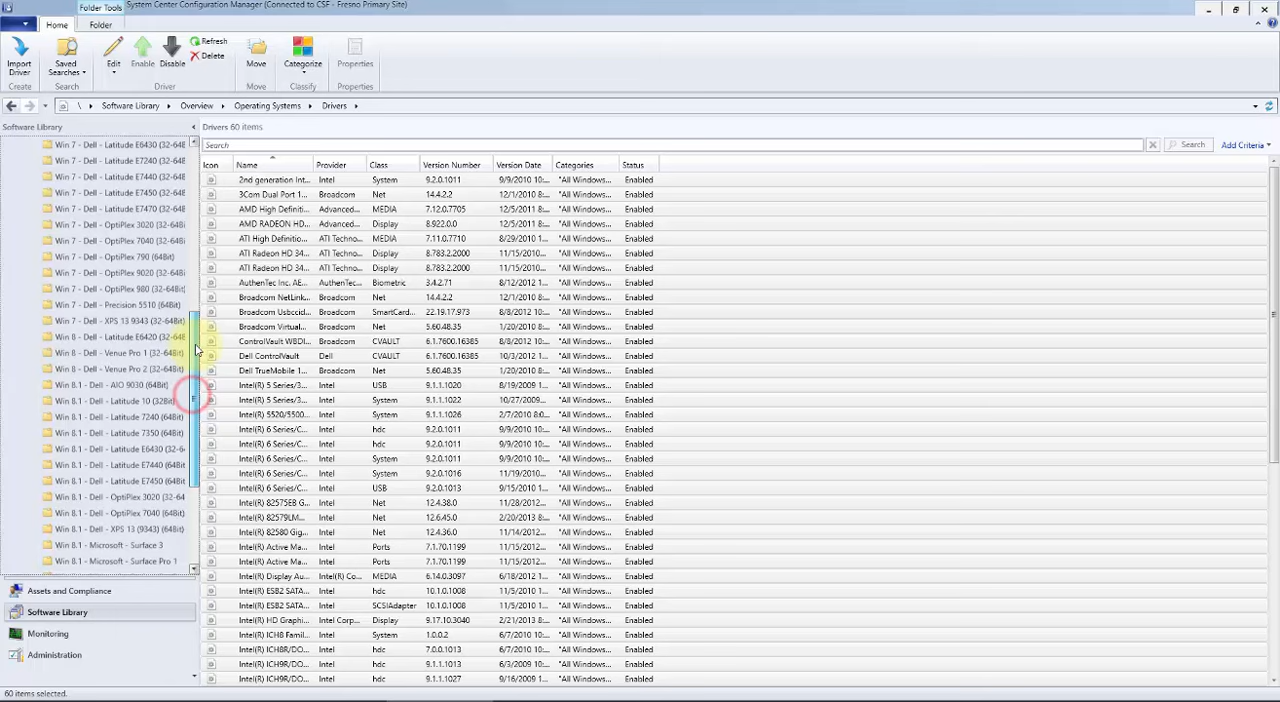 Folder Tools
System Center Configuration Manager (Connected to CSF - Fresno Primary Site)
Home
Folder
Import Driver
Saved Searches
Edit
Enable
Disable
Refresh
Delete
Move
Categorize
Properties
Create
Search
Driver
Move
Classify
Properties
\ Software Library Overview Operating Systems Drivers
Software Library
Drivers 60 items
Search
Search
Add Criteria
Win 7 - Dell - Latitude E6430 (32-64B
Win 7 - Dell - Latitude E7240 (32-64B
Win 7 - Dell - Latitude E7440 (32-64B
Win 7 - Dell - Latitude E7450 (32-64B
Win 7 - Dell - Latitude E7470 (32-64B
Win 7 - Dell - OptiPlex 3020 (32-64Bi
Win 7 - Dell - OptiPlex 7040 (32-64Bi
Win 7 - Dell - OptiPlex 790 (64Bit)
Win 7 - Dell - OptiPlex 9020 (32-64Bi
Win 7 - Dell - OptiPlex 980 (32-64Bit
Win 7 - Dell - Precision 5510 (64Bit)
Win 7 - Dell - XPS 13 9343 (32-64Bit)
Win 8 - Dell - Latitude E6420 (32-64B
Win 8 - Dell - Venue Pro 1 (32-64Bit)
Win 8 - Dell - Venue Pro 2 (32-64Bit)
Win 8.1 - Dell - AIO 9030 (64Bit)
Win 8.1 - Dell - Latitude 10 (32Bit)
Win 8.1 - Dell - Latitude 7240 (64Bit)
Win 8.1 - Dell - Latitude 7350 (64Bit)
Win 8.1 - Dell - Latitude E6430 (32-6
Win 8.1 - Dell - Latitude E7440 (64Bit
Win 8.1 - Dell - Latitude E7450 (64Bit
Win 8.1 - Dell - OptiPlex 3020 (32-64
Win 8.1 - Dell - OptiPlex 7040 (64Bit)
Win 8.1 - Dell - XPS 13 (9343) (64Bit)
Win 8.1 - Microsoft - Surface 3
Win 8.1 - Microsoft - Surface Pro 1
Assets and Compliance
Software Library
Monitoring
Administration
Icon Name Provider Class Version Number Version Date Categories Status
2nd generation Int... Intel System 9.2.0.1011 9/9/2010 10:... "All Windows... Enabled
3Com Dual Port 1... Broadcom Net 14.4.2.2 12/1/2010 8:... "All Windows... Enabled
AMD High Definiti... Advanced... MEDIA 7.12.0.7705 12/5/2011 8:... "All Windows... Enabled
AMD RADEON HD... Advanced... Display 8.922.0.0 12/5/2011 8:... "All Windows... Enabled
ATI High Definitio... ATI Techno... MEDIA 7.11.0.7710 8/29/2010 1... "All Windows... Enabled
ATI Radeon HD 34... ATI Techno... Display 8.783.2.2000 11/15/2010... "All Windows... Enabled
ATI Radeon HD 34... ATI Techno... Display 8.783.2.2000 11/15/2010... "All Windows... Enabled
AuthenTec Inc. AE... AuthenTec... Biometric 3.4.2.71 8/12/2012 1... "All Windows... Enabled
Broadcom NetLink... Broadcom Net 14.4.2.2 12/1/2010 8:... "All Windows... Enabled
Broadcom Usbccid... Broadcom SmartCard... 22.19.17.973 8/8/2012 10:... "All Windows... Enabled
Broadcom Virtual... Broadcom Net 5.60.48.35 1/20/2010 8:... "All Windows... Enabled
ControlVault WBDI... Broadcom CVAULT 6.1.7600.16385 8/8/2012 10:... "All Windows... Enabled
Dell ControlVault Dell CVAULT 6.1.7600.16385 10/3/2012 1... "All Windows... Enabled
Dell TrueMobile 1... Broadcom Net 5.60.48.35 1/20/2010 8:... "All Windows... Enabled
Intel(R) 5 Series/3... Intel USB 9.1.1.1020 8/19/2009 1... "All Windows... Enabled
Intel(R) 5 Series/3... Intel System 9.1.1.1022 10/27/2009... "All Windows... Enabled
Intel(R) 5520/5500... Intel System 9.1.1.1026 2/7/2010 8:0... "All Windows... Enabled
Intel(R) 6 Series/C... Intel hdc 9.2.0.1011 9/9/2010 10:... "All Windows... Enabled
Intel(R) 6 Series/C... Intel hdc 9.2.0.1011 9/9/2010 10:... "All Windows... Enabled
Intel(R) 6 Series/C... Intel System 9.2.0.1011 9/9/2010 10:... "All Windows... Enabled
Intel(R) 6 Series/C... Intel System 9.2.0.1016 11/19/2010... "All Windows... Enabled
Intel(R) 6 Series/C... Intel USB 9.2.0.1013 9/15/2010 1... "All Windows... Enabled
Intel(R) 82575EB G... Intel Net 12.4.38.0 11/28/2012... "All Windows... Enabled
Intel(R) 82579LM... Intel Net 12.6.45.0 2/20/2013 8... "All Windows... Enabled
Intel(R) 82580 Gig... Intel Net 12.4.36.0 11/14/2012... "All Windows... Enabled
Intel(R) Active Ma... Intel Ports 7.1.70.1199 11/15/2012... "All Windows... Enabled
Intel(R) Active Ma... Intel Ports 7.1.70.1199 11/15/2012... "All Windows... Enabled
Intel(R) Display Au... Intel(R) Co... MEDIA 6.14.0.3097 6/18/2012 1... "All Windows... Enabled
Intel(R) ESB2 SATA... Intel hdc 10.1.0.1008 11/5/2010 1... "All Windows... Enabled
Intel(R) ESB2 SATA... Intel SCSIAdapter 10.1.0.1008 11/5/2010 1... "All Windows... Enabled
Intel(R) HD Graphi... Intel Corp... Display 9.17.10.3040 2/21/2013 8... "All Windows... Enabled
Intel(R) ICH8 Famil... Intel System 1.0.0.2 6/7/2010 10:... "All Windows... Enabled
Intel(R) ICH8R/DO... Intel hdc 7.0.0.1013 6/7/2010 10:... "All Windows... Enabled
Intel(R) ICH9R/DO... Intel hdc 9.1.1.1013 6/3/2009 10:... "All Windows... Enabled
Intel(R) ICH9R/DO... Intel hdc 9.1.1.1027 9/16/2009 1... "All Windows... Enabled
60 items selected.